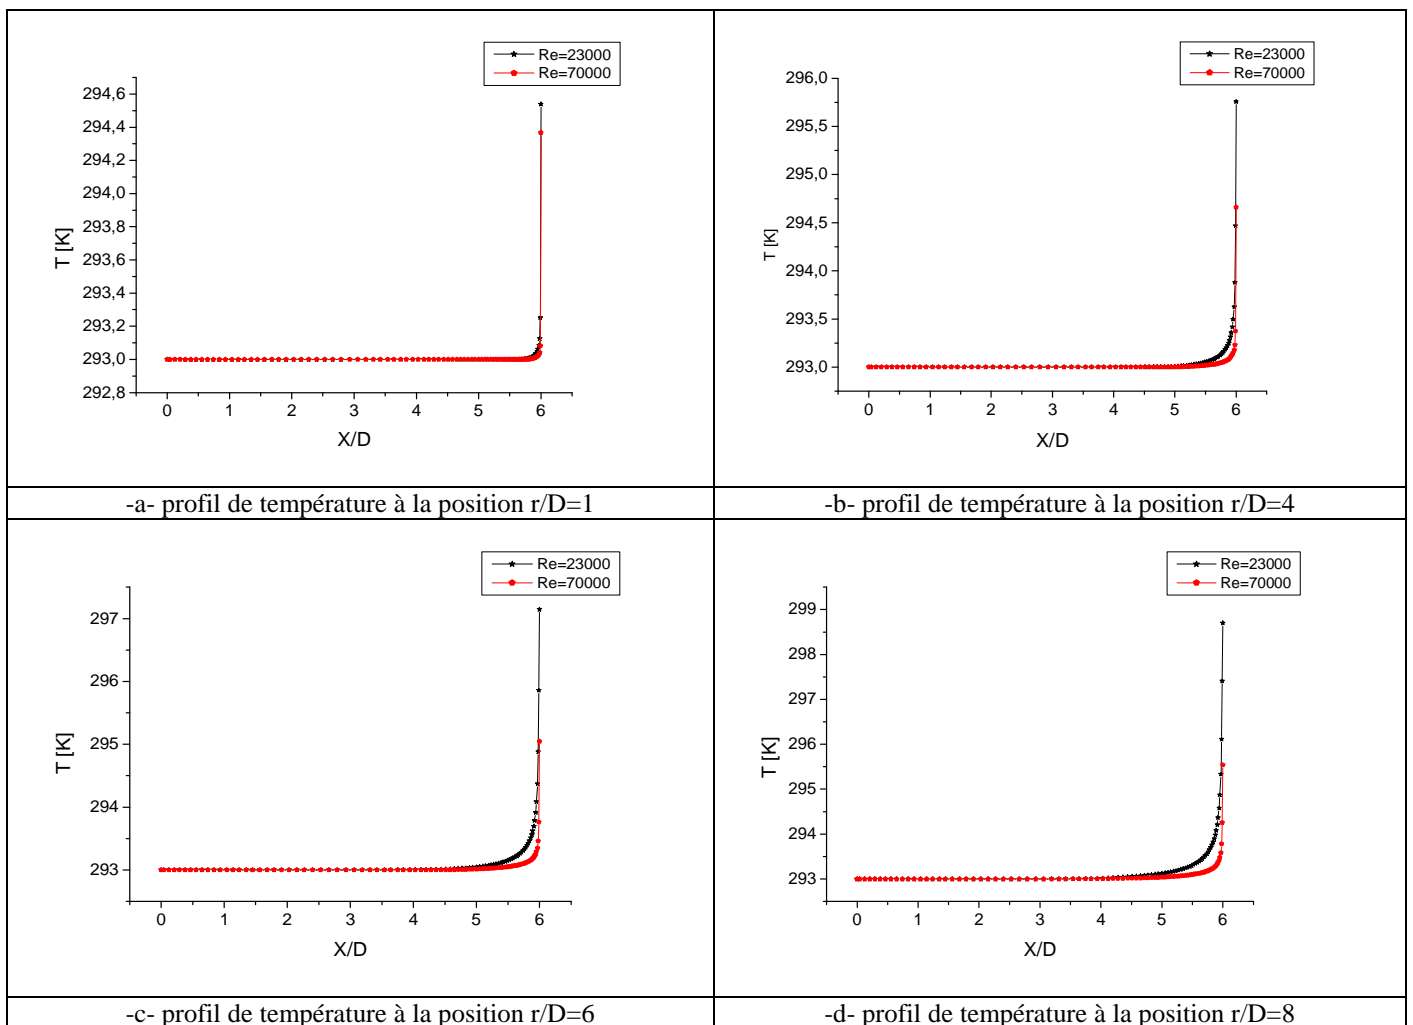 Re=23000
Re=70000
294,6
294,4
294,2
294,0
293,8
293,6
293,4
293,2
293,0
292,8
T [K]
0 1 2 3 4 5 6
X/D
-a- profil de température à la position r/D=1
Re=23000
Re=70000
296,0
295,5
295,0
294,5
294,0
293,5
293,0
T [K]
0 1 2 3 4 5 6
X/D
-b- profil de température à la position r/D=4
Re=23000
Re=70000
297
296
295
294
293
T [K]
0 1 2 3 4 5 6
X/D
-c- profil de température à la position r/D=6
Re=23000
Re=70000
299
298
297
296
295
294
293
T [K]
0 1 2 3 4 5 6
X/D
-d- profil de température à la position r/D=8